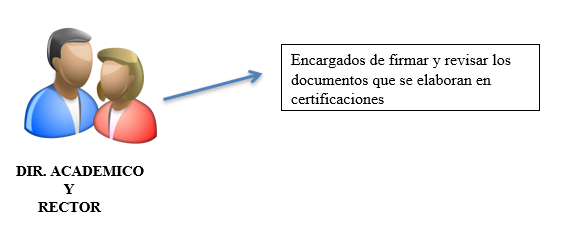 Encargados de firmar y revisar los
documentos que se elaboran en
certificaciones
DIR. ACADEMICO
Y
RECTOR